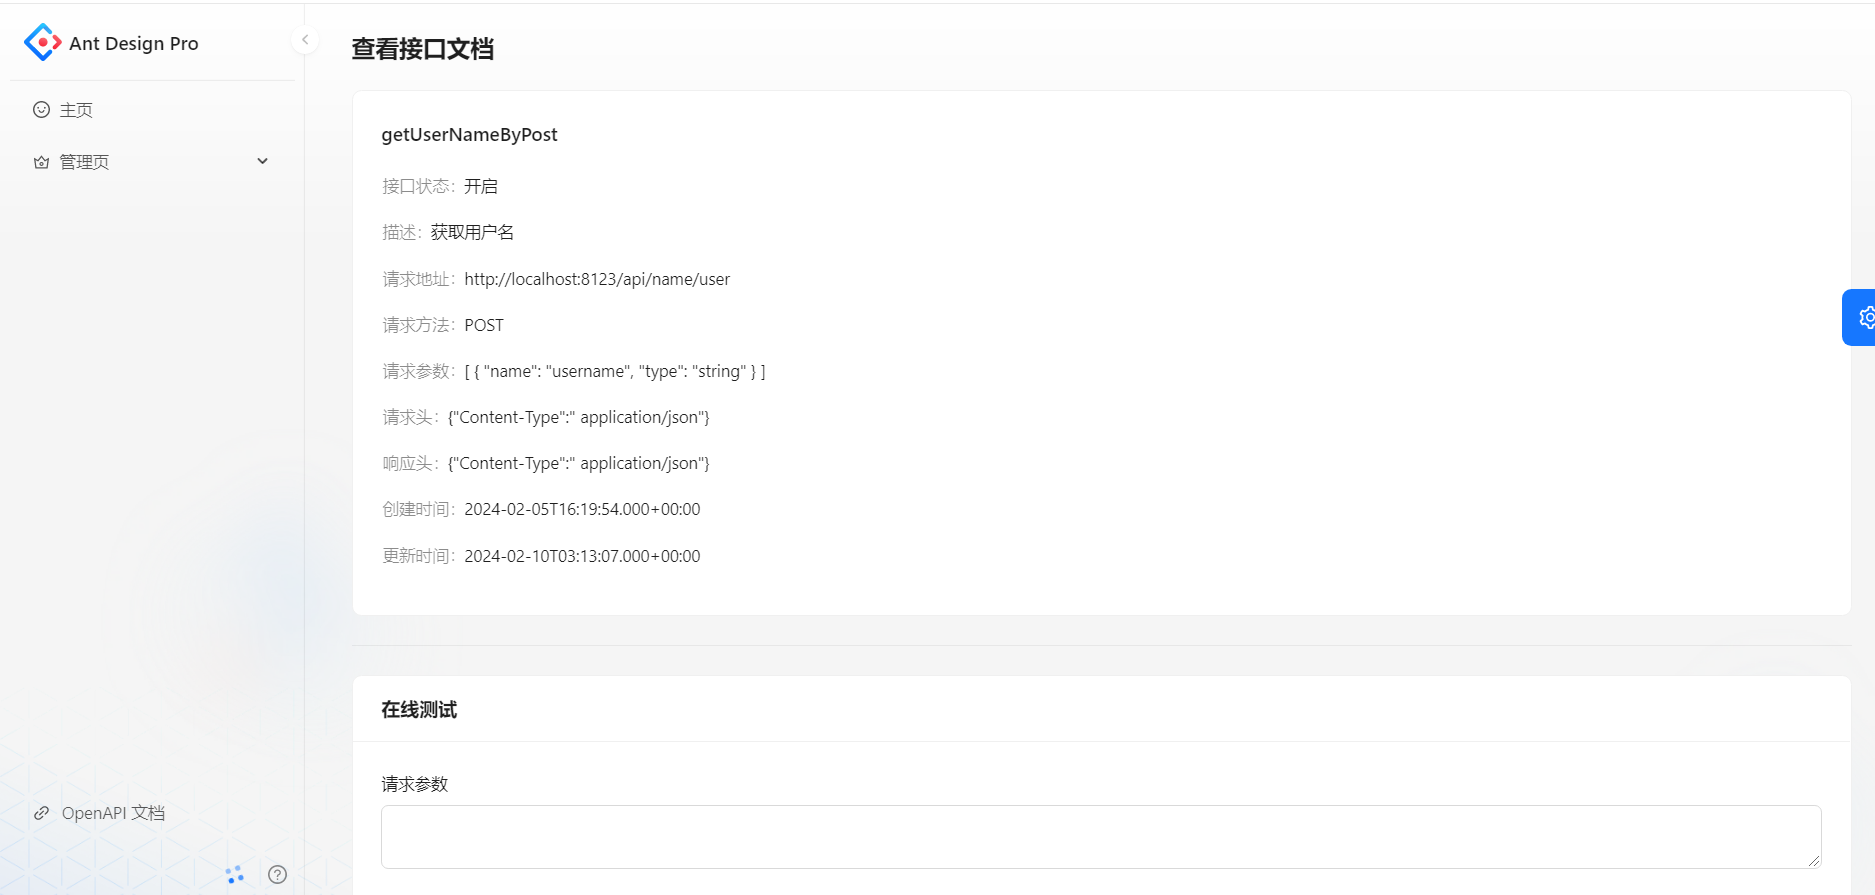 Ant Design Pro
主页
管理页
OpenAPI 文档
查看接口文档
getUserNameByPost
接口状态：开启
描述：获取用户名
请求地址：http://localhost:8123/api/name/user
请求方法：POST
请求参数：[ { "name": "username", "type": "string" } ]
请求头：{"Content-Type":" application/json"}
响应头：{"Content-Type":" application/json"}
创建时间：2024-02-05T16:19:54.000+00:00
更新时间：2024-02-10T03:13:07.000+00:00
在线测试
请求参数